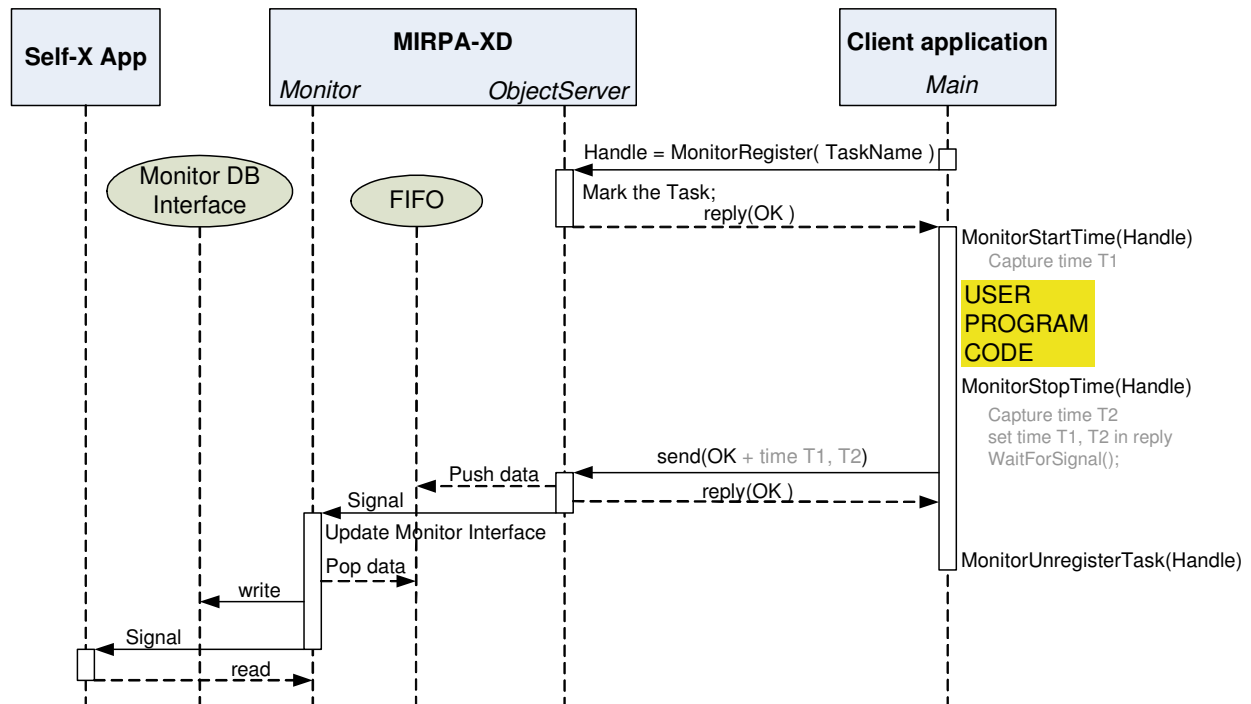 Self-X App
MIRPA-XD
Monitor
ObjectServer
Client application
Main
Handle = MonitorRegister( TaskName )
Monitor DB
Interface
FIFO
Mark the Task;
reply(OK )
MonitorStartTime(Handle)
Capture time T1
USER
PROGRAM
CODE
MonitorStopTime(Handle)
Capture time T2
set time T1, T2 in reply
WaitForSignal();
send(OK + time T1, T2)
Push data
reply(OK )
Signal
Update Monitor Interface
Pop data
MonitorUnregisterTask(Handle)
write
Signal
read